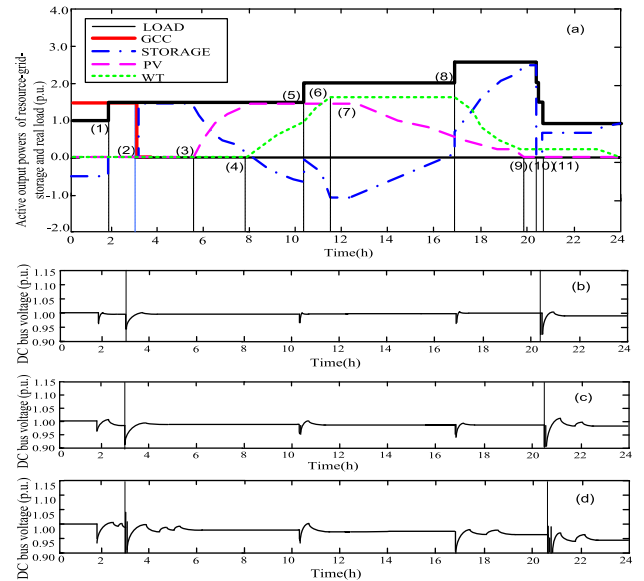 Active output powers of resource-grid-
storage and real load (p.u.)
4.0
3.0
2.0
1.0
0.0
-1.0
-2.0
LOAD
GCC
STORAGE
PV
WT
(a)
(1)
(2)
(3)
(4)
(5)
(6)
(7)
(8)
(9)
(10)
(11)
0 2 4 6 8 10 12 14 16 18 20 22 24
Time(h)
DC bus voltage (p.u.)
1.15
1.10
1.05
1.00
0.95
0.90
(b)
0 2 4 6 8 10 12 14 16 18 20 22 24
Time(h)
DC bus voltage (p.u.)
1.15
1.10
1.05
1.00
0.95
0.90
(c)
0 2 4 6 8 10 12 14 16 18 20 22 24
Time(h)
DC bus voltage (p.u.)
1.15
1.10
1.05
1.00
0.95
0.90
(d)
0 2 4 6 8 10 12 14 16 18 20 22 24
Time(h)